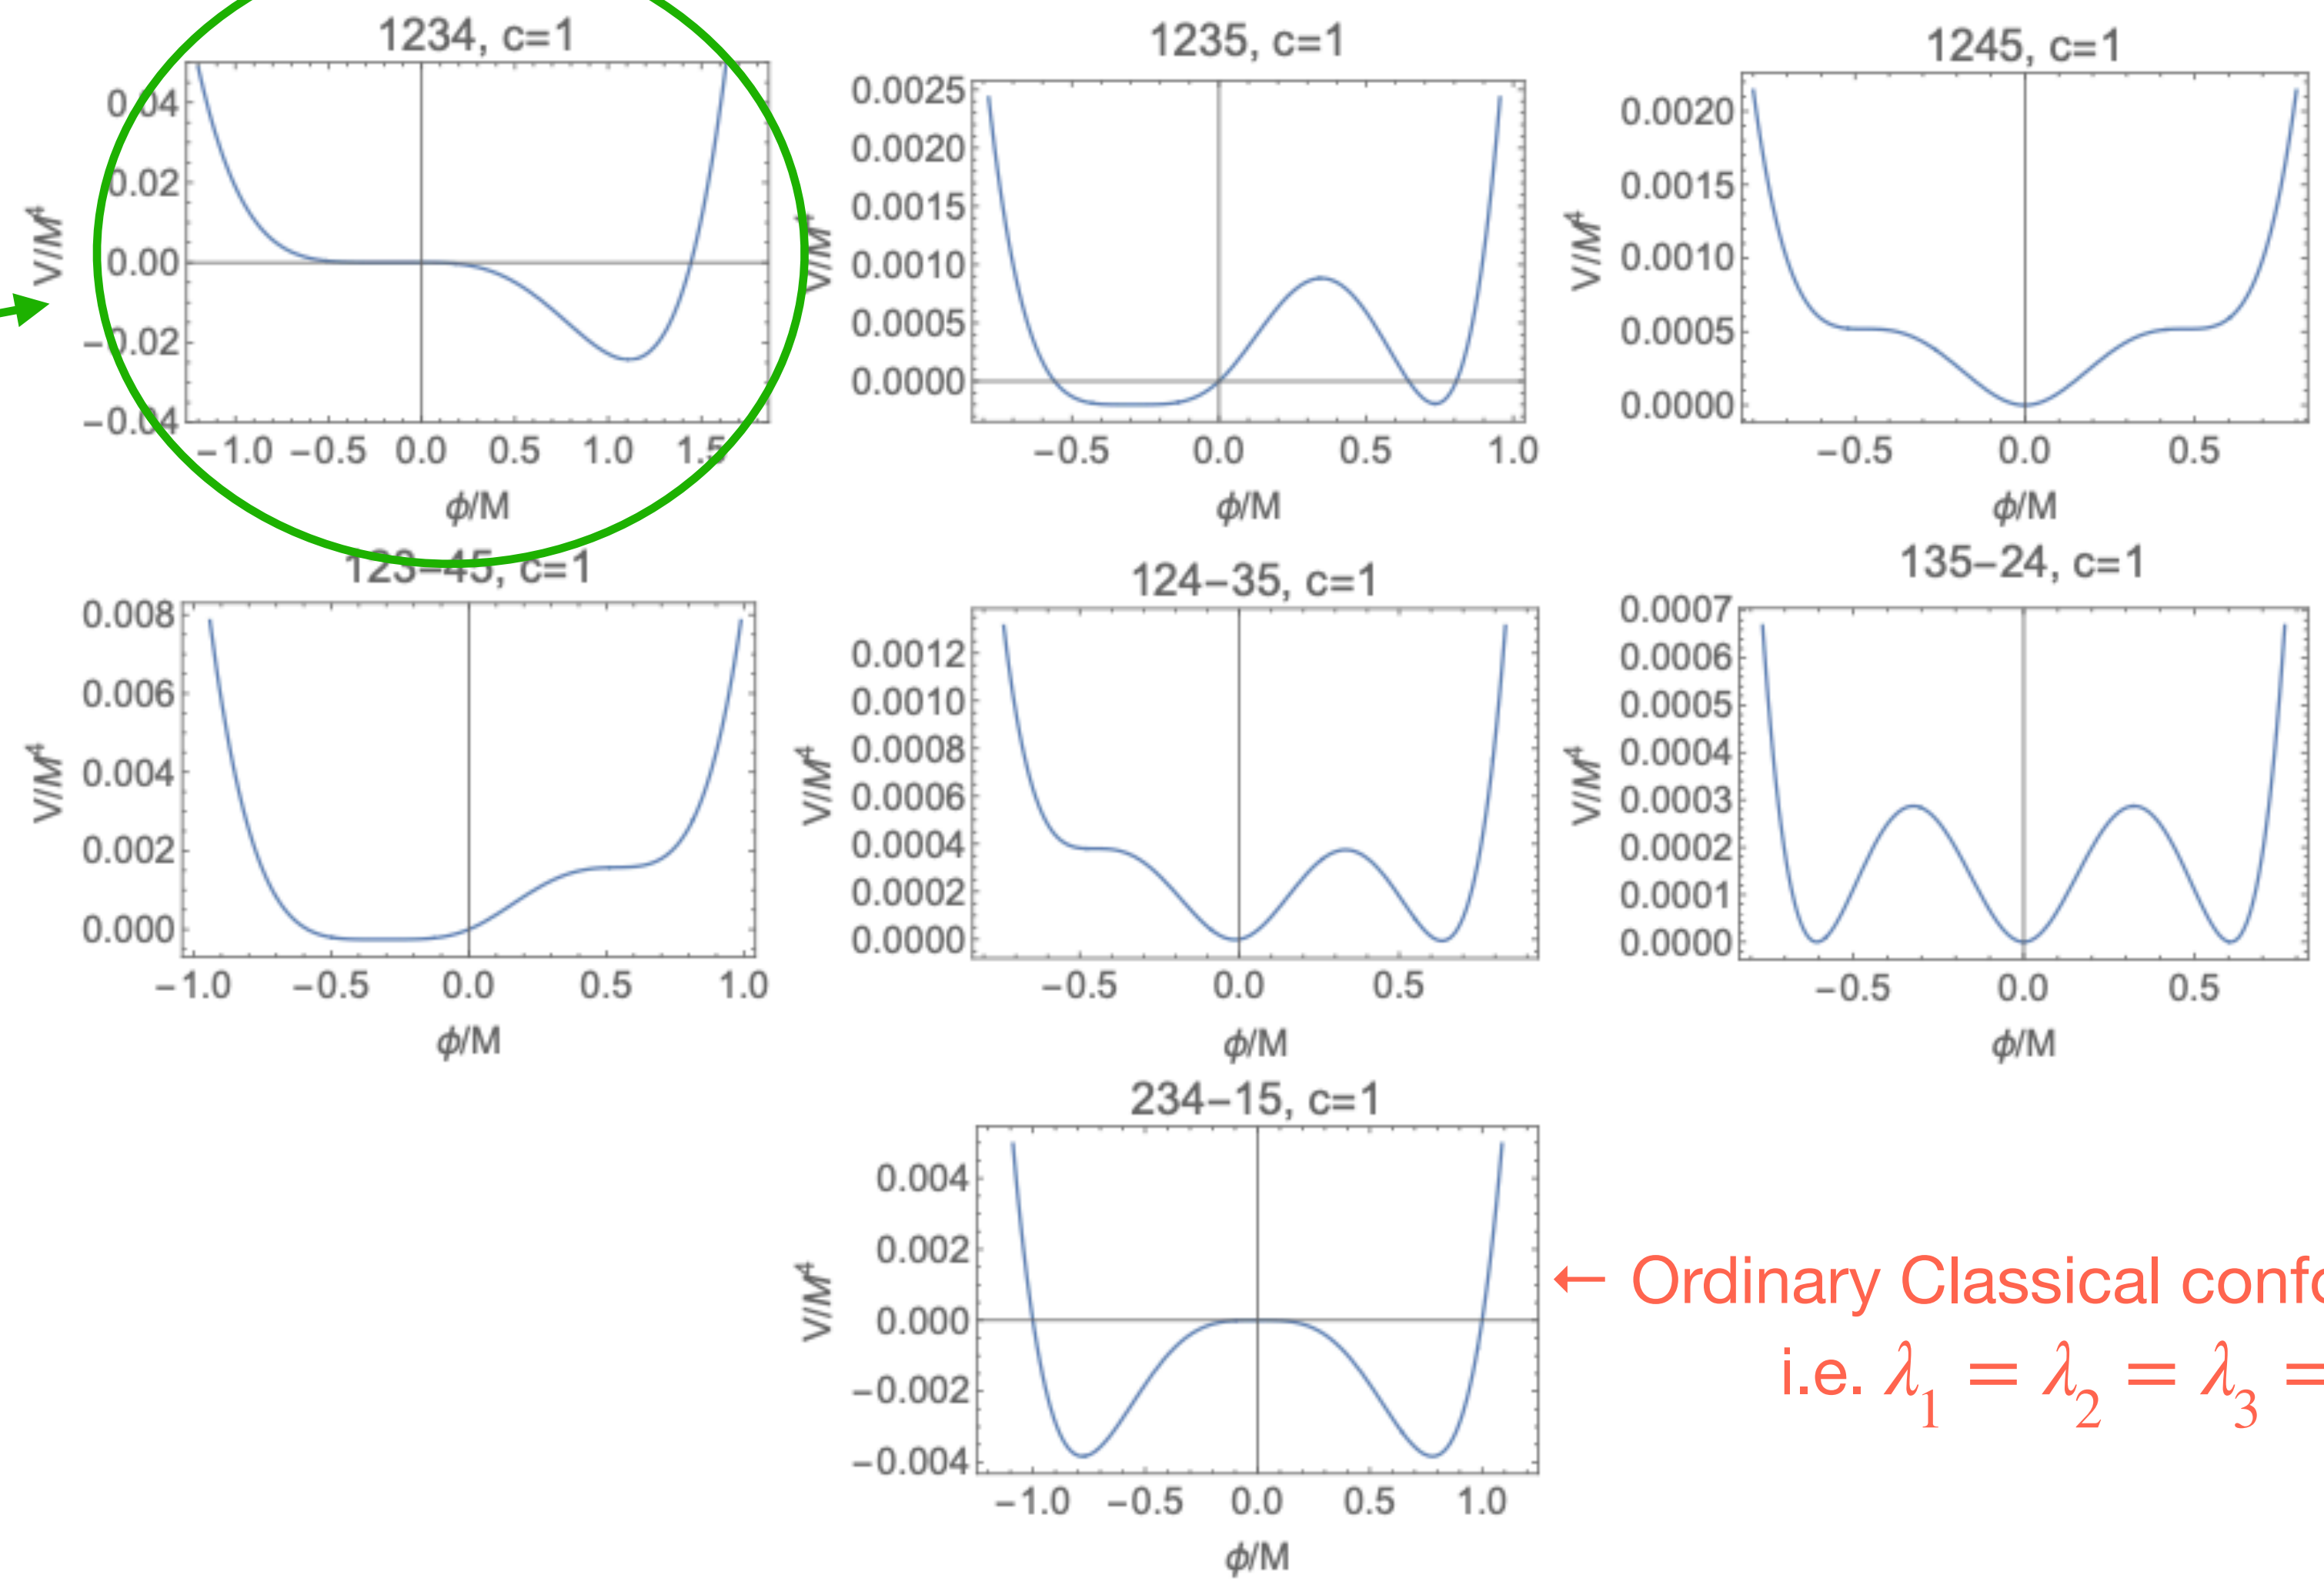 1234, c=1
0.04
0.02
0.00
−0.02
−0.04
V/M⁴
−1.0 −0.5 0.0 0.5 1.0 1.5
ϕ/M
1235, c=1
0.0025
0.0020
0.0015
0.0010
0.0005
0.0000
V/M⁴
−0.5 0.0 0.5 1.0
ϕ/M
1245, c=1
0.0020
0.0015
0.0010
0.0005
0.0000
V/M⁴
−0.5 0.0 0.5
ϕ/M
123−45, c=1
0.008
0.006
0.004
0.002
0.000
V/M⁴
−1.0 −0.5 0.0 0.5 1.0
ϕ/M
124−35, c=1
0.0012
0.0010
0.0008
0.0006
0.0004
0.0002
0.0000
V/M⁴
−0.5 0.0 0.5
ϕ/M
135−24, c=1
0.0007
0.0006
0.0005
0.0004
0.0003
0.0002
0.0001
0.0000
V/M⁴
−0.5 0.0 0.5
ϕ/M
234−15, c=1
0.004
0.002
0.000
−0.002
−0.004
V/M⁴
−1.0 −0.5 0.0 0.5 1.0
ϕ/M
← Ordinary Classical
i.e. λ₁ = λ₂ = λ₃ =